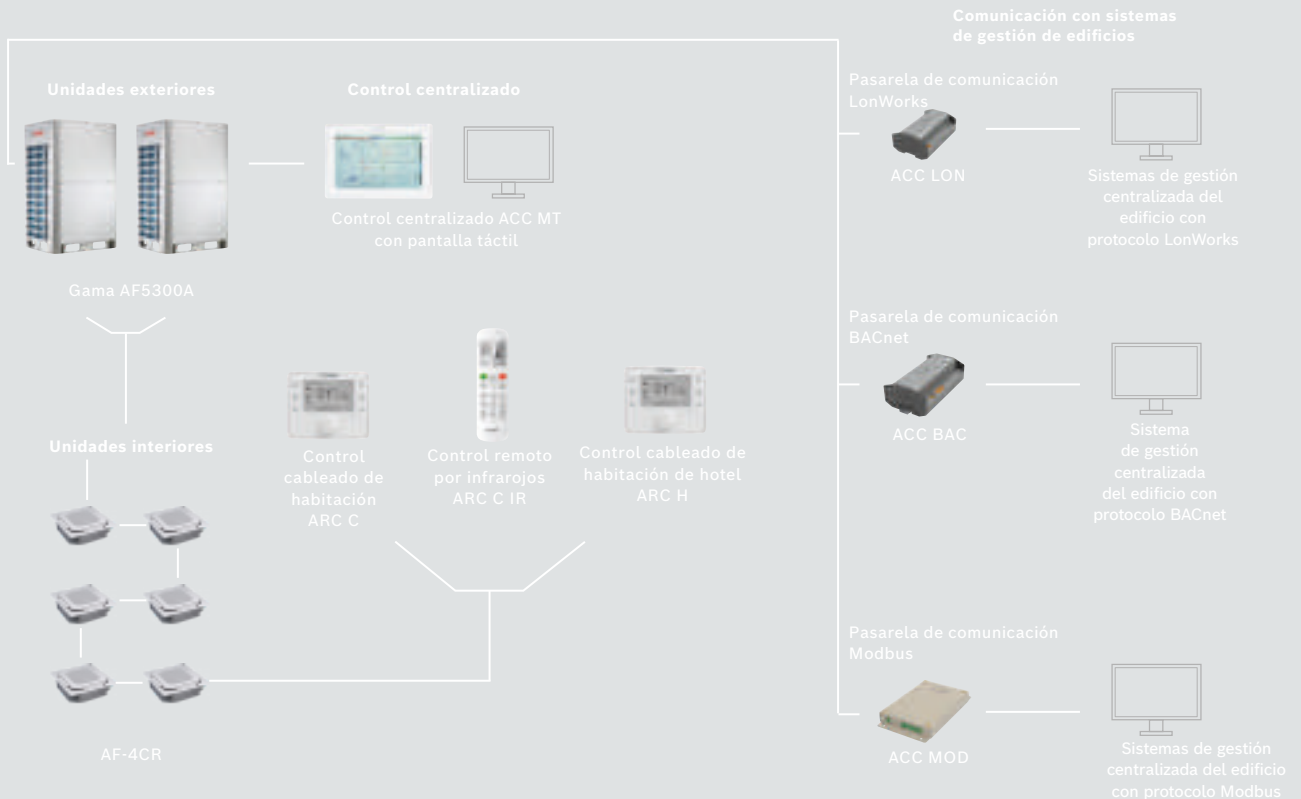 Comunicación con sistemas
de gestión de edificios
Unidades exteriores
Control centralizado
Pasarela de comunicación
LonWorks
ACC LON
Sistemas de gestión
centralizada del
edificio con
protocolo LonWorks
Control centralizado ACC MT
con pantalla táctil
Gama AF5300A
Pasarela de comunicación
BACnet
ACC BAC
Sistema
de gestión
centralizada
del edificio con
protocolo BACnet
Unidades interiores
Control
cableado de
habitación
ARC C
Control remoto
por infrarojos
ARC C IR
Control cableado de
habitación de hotel
ARC H
Pasarela de comunicación
Modbus
ACC MOD
Sistemas de gestión
centralizada del edificio
con protocolo Modbus
AF-4CR